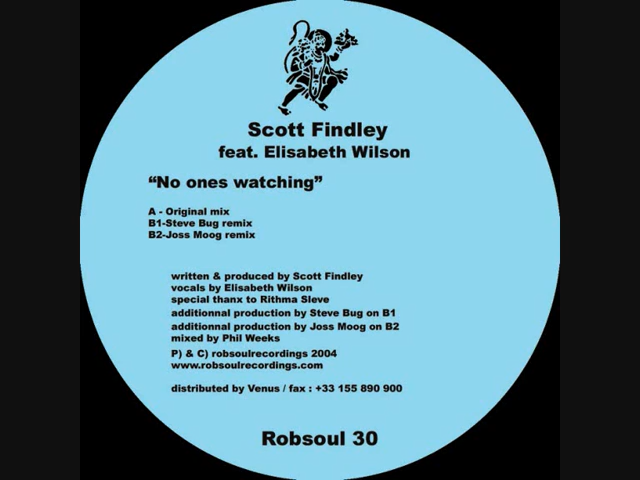 Scott Findley
feat. Elisabeth Wilson
“No ones watching”
A - Original mix
B1-Steve Bug remix
B2-Joss Moog remix
written & produced by Scott Findley
vocals by Elisabeth Wilson
special thanx to Rithma Sleve
additionnal production by Steve Bug on B1
additionnal production by Joss Moog on B2
mixed by Phil Weeks
P) & C) robsoulrecordings 2004
www.robsoulrecordings.com
distributed by Venus / fax : +33 155 890 900
Robsoul 30